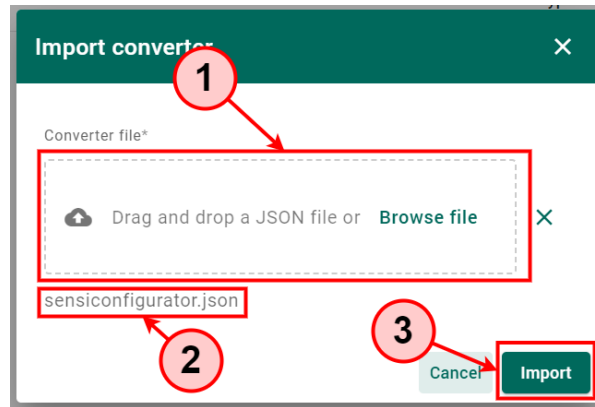 Import converter
1
Converter file*
Drag and drop a JSON file or Browse file
sensiconfigurator.json
2
3
Cancel
Import